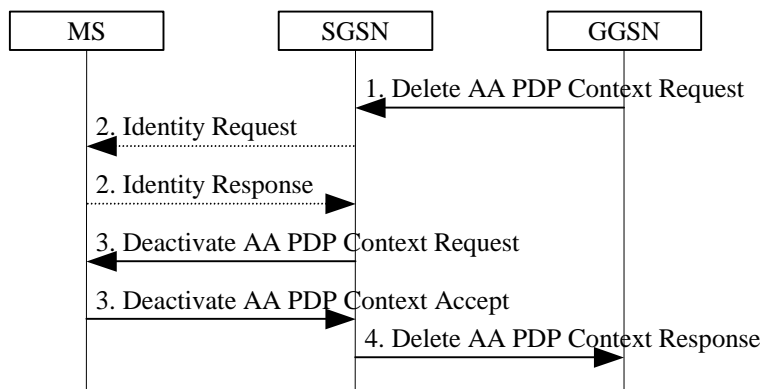 MS
SGSN
GGSN
1. Delete AA PDP Context Request
2. Identity Request
2. Identity Response
3. Deactivate AA PDP Context Request
3. Deactivate AA PDP Context Accept
4. Delete AA PDP Context Response